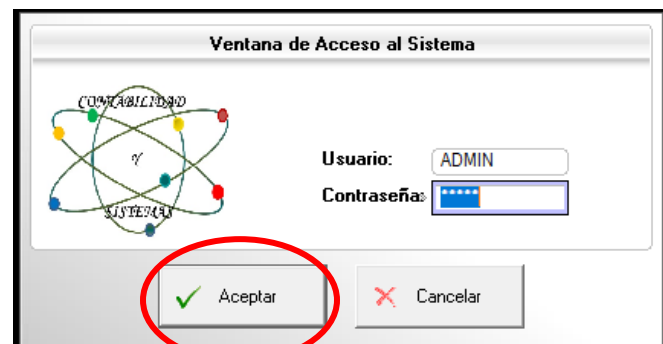 Ventana de Acceso al Sistema
CONTABILIDAD
Y
SISTEMAS
Usuario: ADMIN
Contraseña: *****
Aceptar
Cancelar